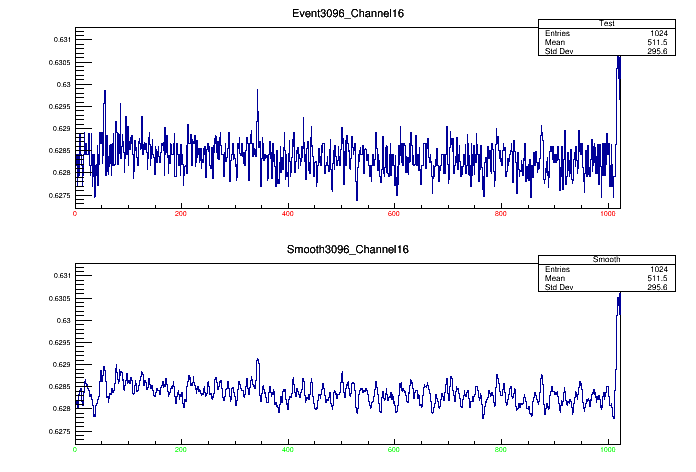 Event3096_Channel16
Test
Entries 1024
Mean 511.5
Std Dev 295.6
0.631
0.6305
0.63
0.6295
0.629
0.6285
0.628
0.6275
0 200 400 600 800 1000
Smooth3096_Channel16
Smooth
Entries 1024
Mean 511.5
Std Dev 295.6
0.631
0.6305
0.63
0.6295
0.629
0.6285
0.628
0.6275
0 200 400 600 800 1000